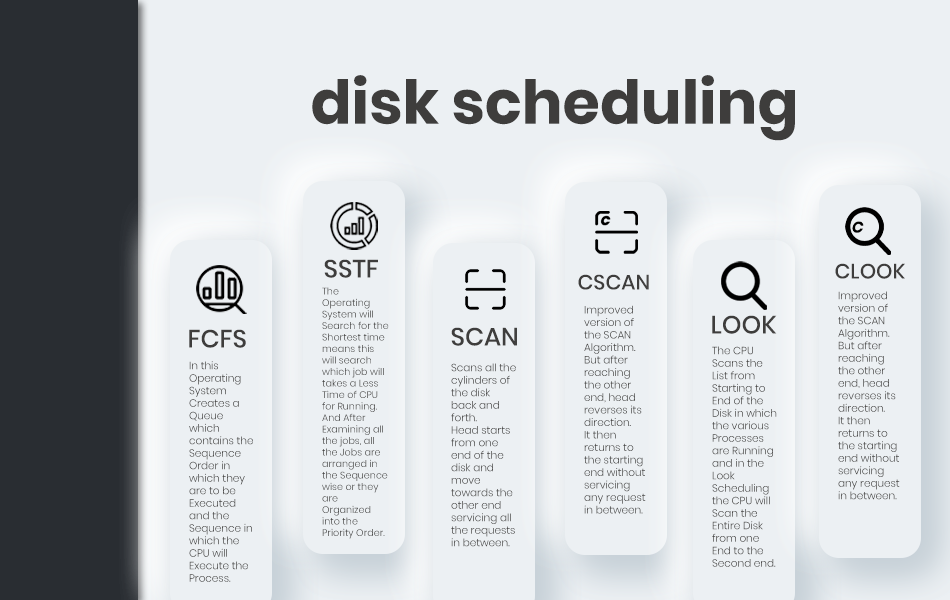 disk scheduling
FCFS
In this
Operating
System
Creates a
Queue
which
contains the
Sequence
Order in
which they
are to be
Executed
and the
Sequence in
which the
CPU will
Execute the
Process.
SSTF
The
Operating
System will
Search for the
Shortest time
means this
will search
which job will
takes a Less
Time of CPU
for Running.
And After
Examining all
the jobs, all
the Jobs are
arranged in
the Sequence
wise or they
are
Organized
into the
Priority Order.
SCAN
Scans all the
cylinders of
the disk
back and
forth.
Head starts
from one
end of the
disk and
move
towards the
other end
servicing all
the requests
in between.
C
CSCAN
Improved
version of
the SCAN
Algorithm.
But after
reaching
the other
end, head
reverses its
direction.
It then
returns to
the starting
end without
servicing
any request
in between.
LOOK
The CPU
Scans the
List from
Starting to
End of the
Disk in which
the various
Processes
are Running
and in the
Look
Scheduling
the CPU will
Scan the
Entire Disk
from one
End to the
Second end.
C
CLOOK
Improved
version of
the SCAN
Algorithm.
But after
reaching
the other
end, head
reverses its
direction.
It then
returns to
the starting
end without
servicing
any request
in between.